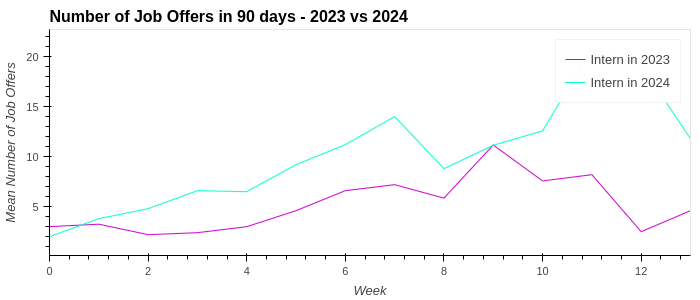 Number of Job Offers in 90 days - 2023 vs 2024
Mean Number of Job Offers
20
15
10
5
Intern in 2023
Intern in 2024
0 2 4 6 8 10 12
Week